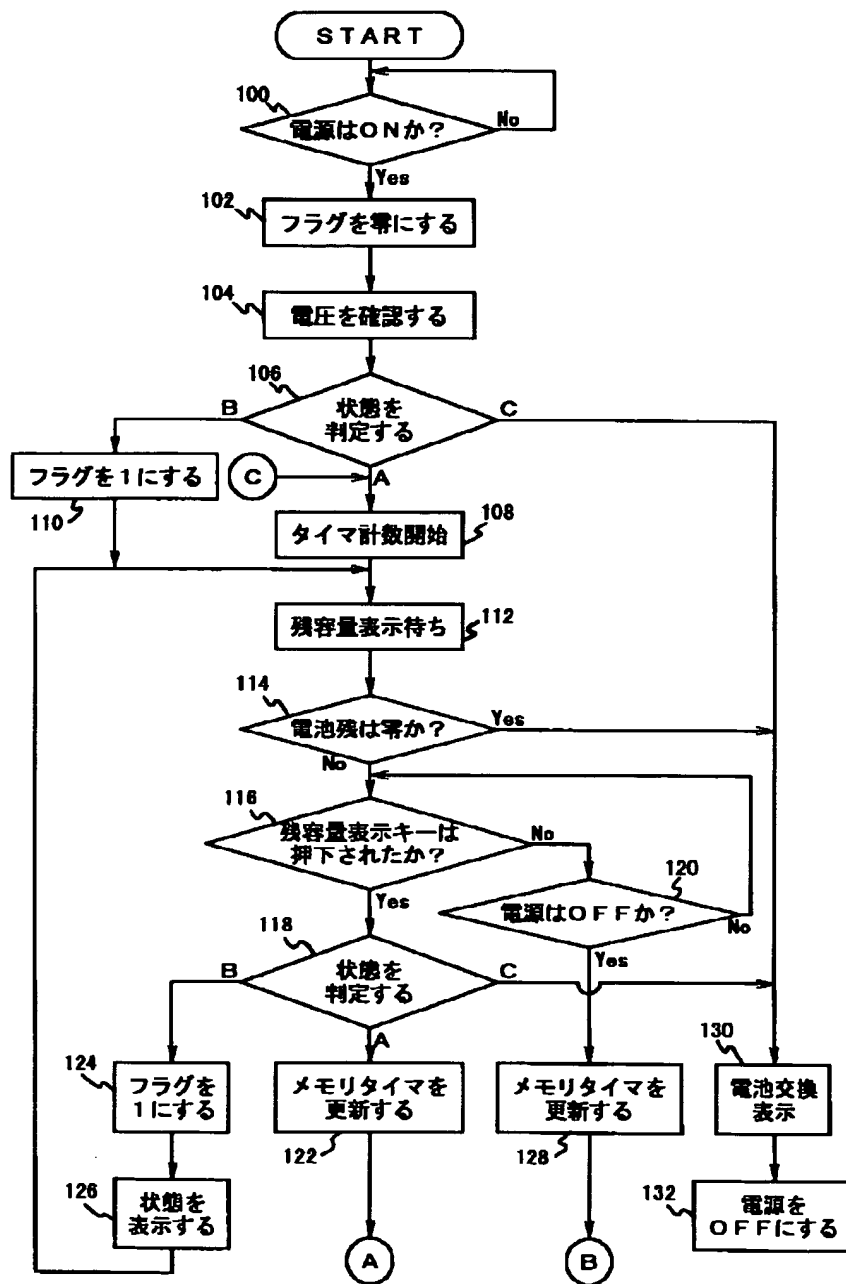 START
100
電源はONか?
No
Yes
102
フラグを零にする
104
電圧を確認する
106
B
状態を
判定する
C
フラグを1にする
110
C
A
タイマ計数開始
108
残容量表示待ち
112
114
電池残は零か?
Yes
No
116
残容量表示キーは
押下されたか?
No
Yes
120
電源はOFFか?
No
Yes
118
B
状態を
判定する
C
A
124
フラグを
1にする
メモリタイマを
更新する
122
メモリタイマを
更新する
128
130
電池交換
表示
126
状態を
表示する
132
電源を
OFFにする
A
B